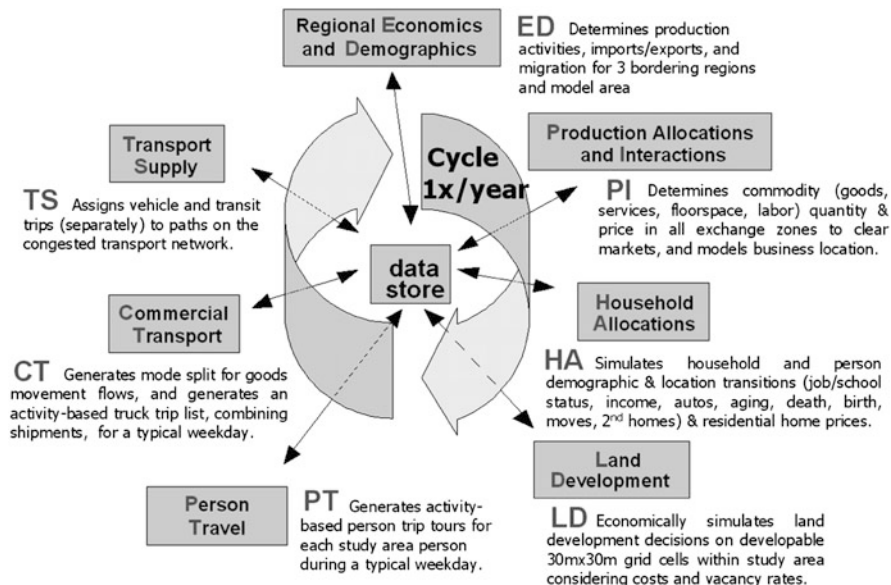 Regional Economics
and Demographics
ED Determines production
activities, imports/exports, and
migration for 3 bordering regions
and model area
Transport
Supply
TS Assigns vehicle and transit
trips (separately) to paths on the
congested transport network.
Cycle
1x/year
Production Allocations
and Interactions
PI Determines commodity (goods,
services, floorspace, labor) quantity &
price in all exchange zones to clear
markets, and models business location.
data
store
Commercial
Transport
CT Generates mode split for goods
movement flows, and generates an
activity-based truck trip list, combining
shipments, for a typical weekday.
Household
Allocations
HA Simulates household and person
demographic & location transitions (job/school
status, income, autos, aging, death, birth,
moves, 2nd homes) & residential home prices.
Person
Travel
PT Generates activity-
based person trip tours for
each study area person
during a typical weekday.
Land
Development
LD Economically simulates land
development decisions on developable
30mx30m grid cells within study area
considering costs and vacancy rates.